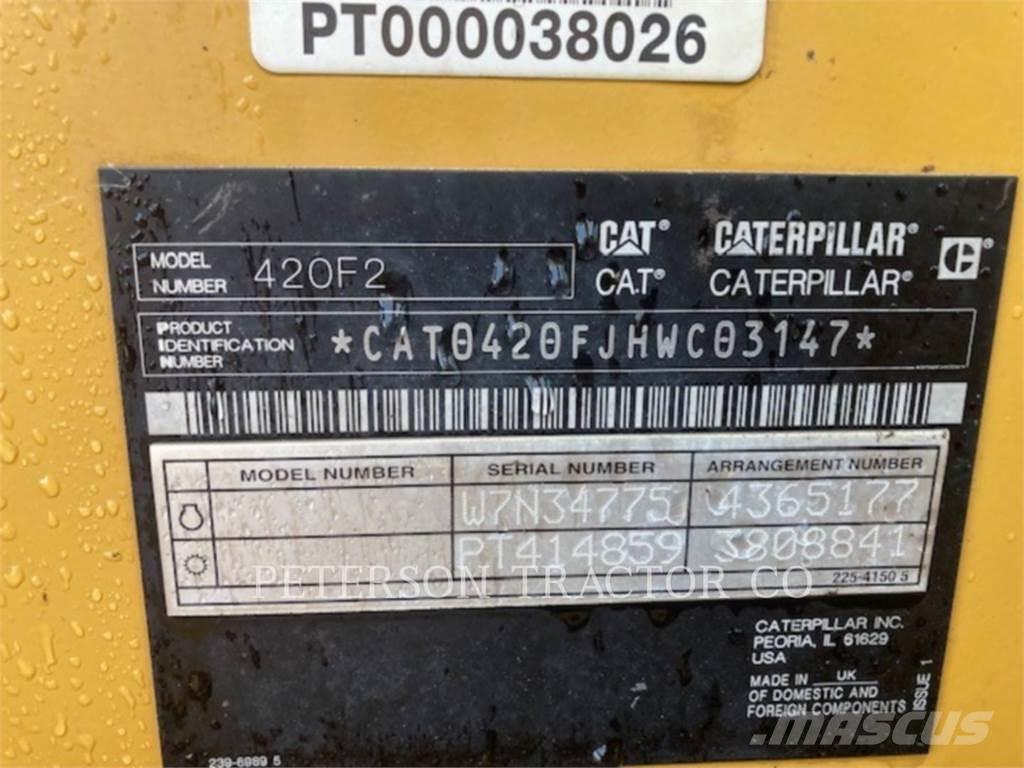 PT000038026
CAT® CATERPILLAR®
CAT® CATERPILLAR®
MODEL NUMBER 420F2
PRODUCT IDENTIFICATION NUMBER *CAT0420FJHWC03147*
MODEL NUMBER SERIAL NUMBER ARRANGEMENT NUMBER
W7N34775 4365177
PT414859 3808841
225-4150 5
PETERSON TRACTOR CO
CATERPILLAR INC.
PEORIA, IL 61629
USA
MADE IN UK
OF DOMESTIC AND
FOREIGN COMPONENTS
ISSUE 1
239-6989 5
MASCUS